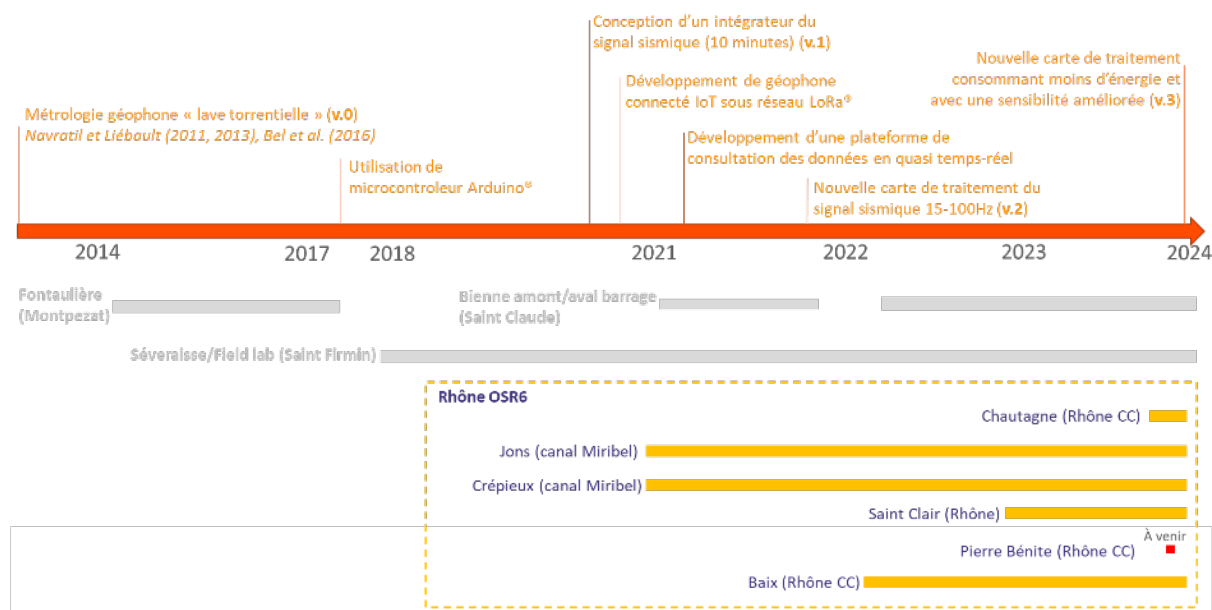 Conception d'un intégrateur du
signal sismique (10 minutes) (v.1)
Nouvelle carte de traitement
consommant moins d'énergie et
avec une sensibilité améliorée (v.3)
Développement de géophone
connecté IoT sous réseau LoRa®
Métrologie géophone « lave torrentielle » (v.0)
Navratil et Liébault (2011, 2013), Bel et al. (2016)
Développement d'une plateforme de
consultation des données en quasi temps-réel
Utilisation de
microcontroleur Arduino®
Nouvelle carte de traitement du
signal sismique 15-100Hz (v.2)
2014 2017 2018 2021 2022 2023 2024
Fontaulière
(Montpezat)
Bienne amont/aval barrage
(Saint Claude)
Séveraisse/Field lab (Saint Firmin)
Rhône OSR6
Chautagne (Rhône CC)
Jons (canal Miribel)
Crépieux (canal Miribel)
Saint Clair (Rhône)
À venir
Pierre Bénite (Rhône CC)
Baix (Rhône CC)